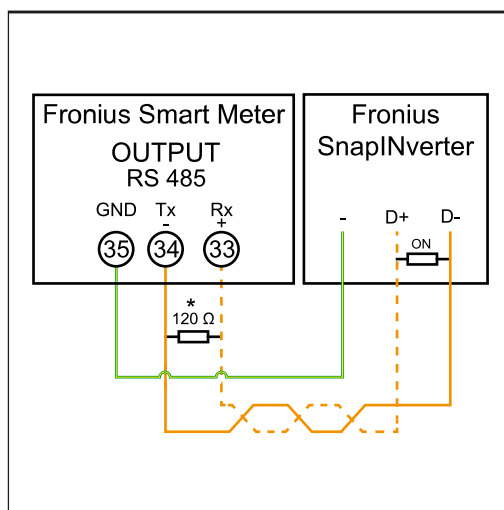 Fronius Smart Meter
OUTPUT
RS 485
GND Tx Rx
- +
35 34 33
*
120 Ω
Fronius
SnapINverter
- D+ D-
ON